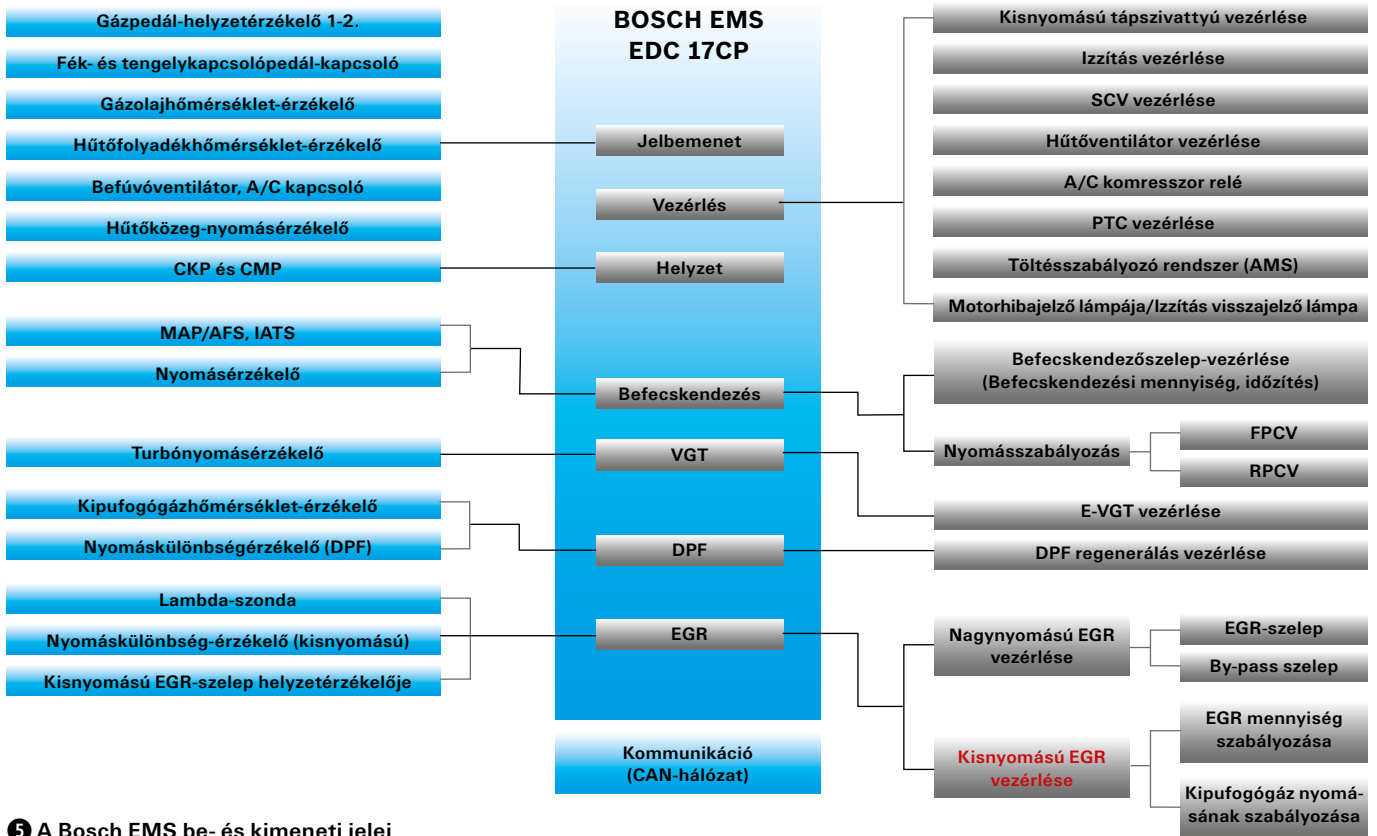 Gázpedál-helyzetérzékelő 1-2.
Fék- és tengelykapcsolópedál-kapcsoló
Gázolajhőmérséklet-érzékelő
Hűtőfolyadékhőmérséklet-érzékelő
Befúvóventilátor, A/C kapcsoló
Hűtőközeg-nyomásérzékelő
CKP és CMP
MAP/AFS, IATS
Nyomásérzékelő
Turbónyomásérzékelő
Kipufogógázhőmérséklet-érzékelő
Nyomáskülönbségérzékelő (DPF)
Lambda-szonda
Nyomáskülönbség-érzékelő (kisnyomású)
Kisnyomású EGR-szelep helyzetérzékelője
BOSCH EMS
EDC 17CP
Jelbemenet
Vezérlés
Helyzet
Befecskendezés
VGT
DPF
EGR
Kommunikáció
(CAN-hálózat)
Kisnyomású tápszivattyú vezérlése
Izzítás vezérlése
SCV vezérlése
Hűtőventilátor vezérlése
A/C komresszor relé
PTC vezérlése
Töltésszabályozó rendszer (AMS)
Motorhibajelző lámpája/Izzítás visszajelző lámpa
Befecskendezőszelep-vezérlése
(Befecskendezési mennyiség, időzítés)
Nyomásszabályozás
FPCV
RPCV
E-VGT vezérlése
DPF regenerálás vezérlése
Nagynyomású EGR
vezérlése
EGR-szelep
By-pass szelep
Kisnyomású EGR
vezérlése
EGR mennyiség
szabályozása
Kipufogógáz nyomá-
sának szabályozása
❺ A Bosch EMS be- és kimeneti jelei